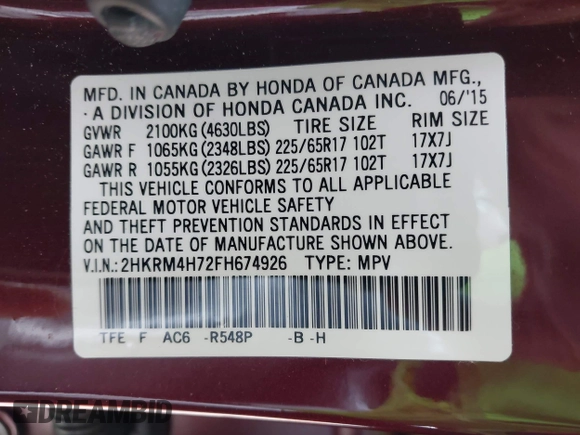 MFD. IN CANADA BY HONDA OF CANADA MFG.,
A DIVISION OF HONDA CANADA INC. 06/'15
GVWR 2100KG (4630LBS) TIRE SIZE RIM SIZE
GAWR F 1065KG (2348LBS) 225/65R17 102T 17X7J
GAWR R 1055KG (2326LBS) 225/65R17 102T 17X7J
THIS VEHICLE CONFORMS TO ALL APPLICABLE
FEDERAL MOTOR VEHICLE SAFETY
AND THEFT PREVENTION STANDARDS IN EFFECT
ON THE DATE OF MANUFACTURE SHOWN ABOVE.
V.I.N.: 2HKRM4H72FH674926 TYPE: MPV
TFE F AC6 -R548P -B -H
DREAMBID